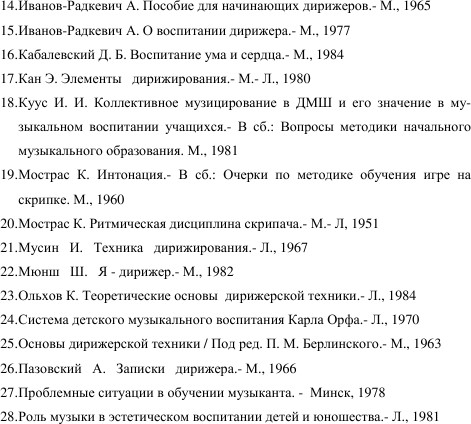 14.Иванов-Радкевич А. Пособие для начинающих дирижеров.- М., 1965
15.Иванов-Радкевич А. О воспитании дирижера.- М., 1977
16.Кабалевский Д. Б. Воспитание ума и сердца.- М., 1984
17.Кан Э. Элементы дирижирования.- М.- Л., 1980
18.Куус И. И. Коллективное музицирование в ДМШ и его значение в му-
зыкальном воспитании учащихся.- В сб.: Вопросы методики начального
музыкального образования. М., 1981
19.Мострас К. Интонация.- В сб.: Очерки по методике обучения игре на
скрипке. М., 1960
20.Мострас К. Ритмическая дисциплина скрипача.- М.- Л, 1951
21.Мусин И. Техника дирижирования.- Л., 1967
22.Мюнш Ш. Я - дирижер.- М., 1982
23.Ольхов К. Теоретические основы дирижерской техники.- Л., 1984
24.Система детского музыкального воспитания Карла Орфа.- Л., 1970
25.Основы дирижерской техники / Под ред. П. М. Берлинского.- М., 1963
26.Пазовский А. Записки дирижера.- М., 1966
27.Проблемные ситуации в обучении музыканта. - Минск, 1978
28.Роль музыки в эстетическом воспитании детей и юношества.- Л., 1981